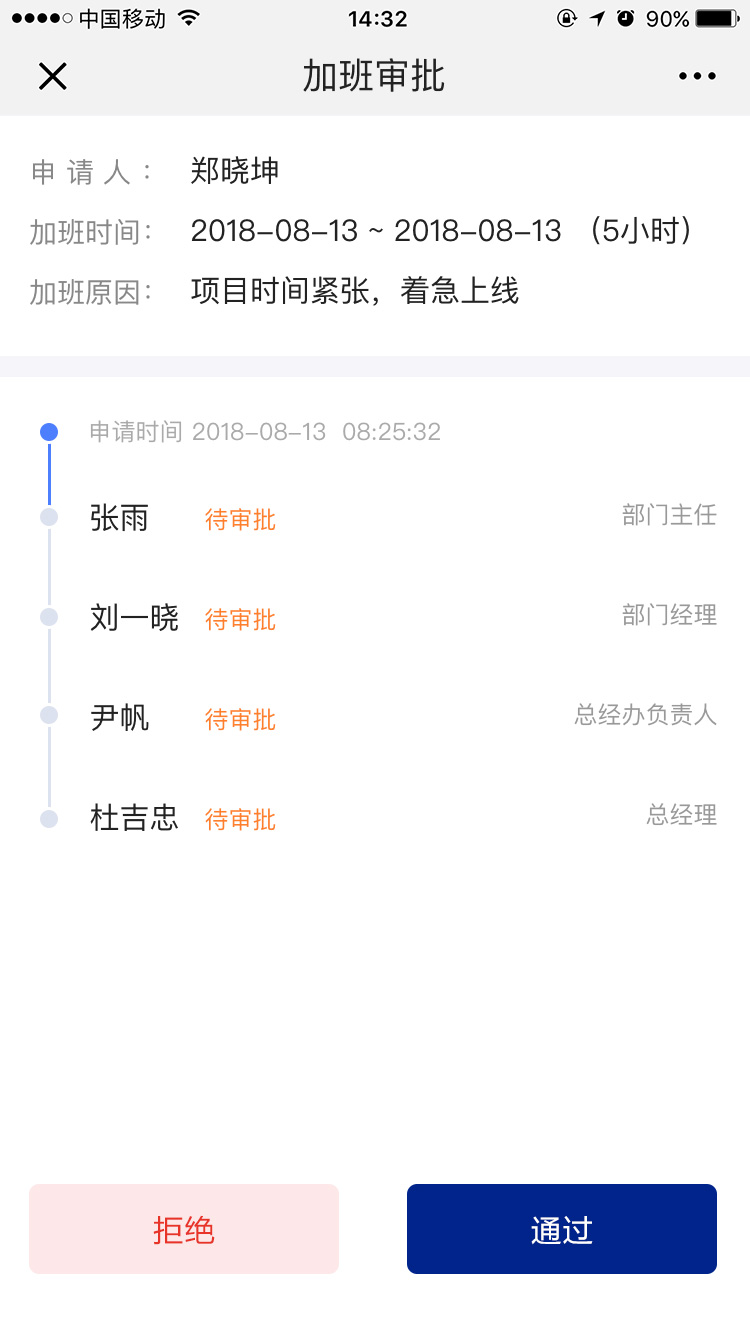 中国移动 14:32 90%
加班审批
申请人： 郑晓坤
加班时间： 2018-08-13 ~ 2018-08-13 （5小时）
加班原因： 项目时间紧张，着急上线
申请时间 2018-08-13 08:25:32
张雨 待审批 部门主任
刘一晓 待审批 部门经理
尹帆 待审批 总经办负责人
杜吉忠 待审批 总经理
拒绝 通过